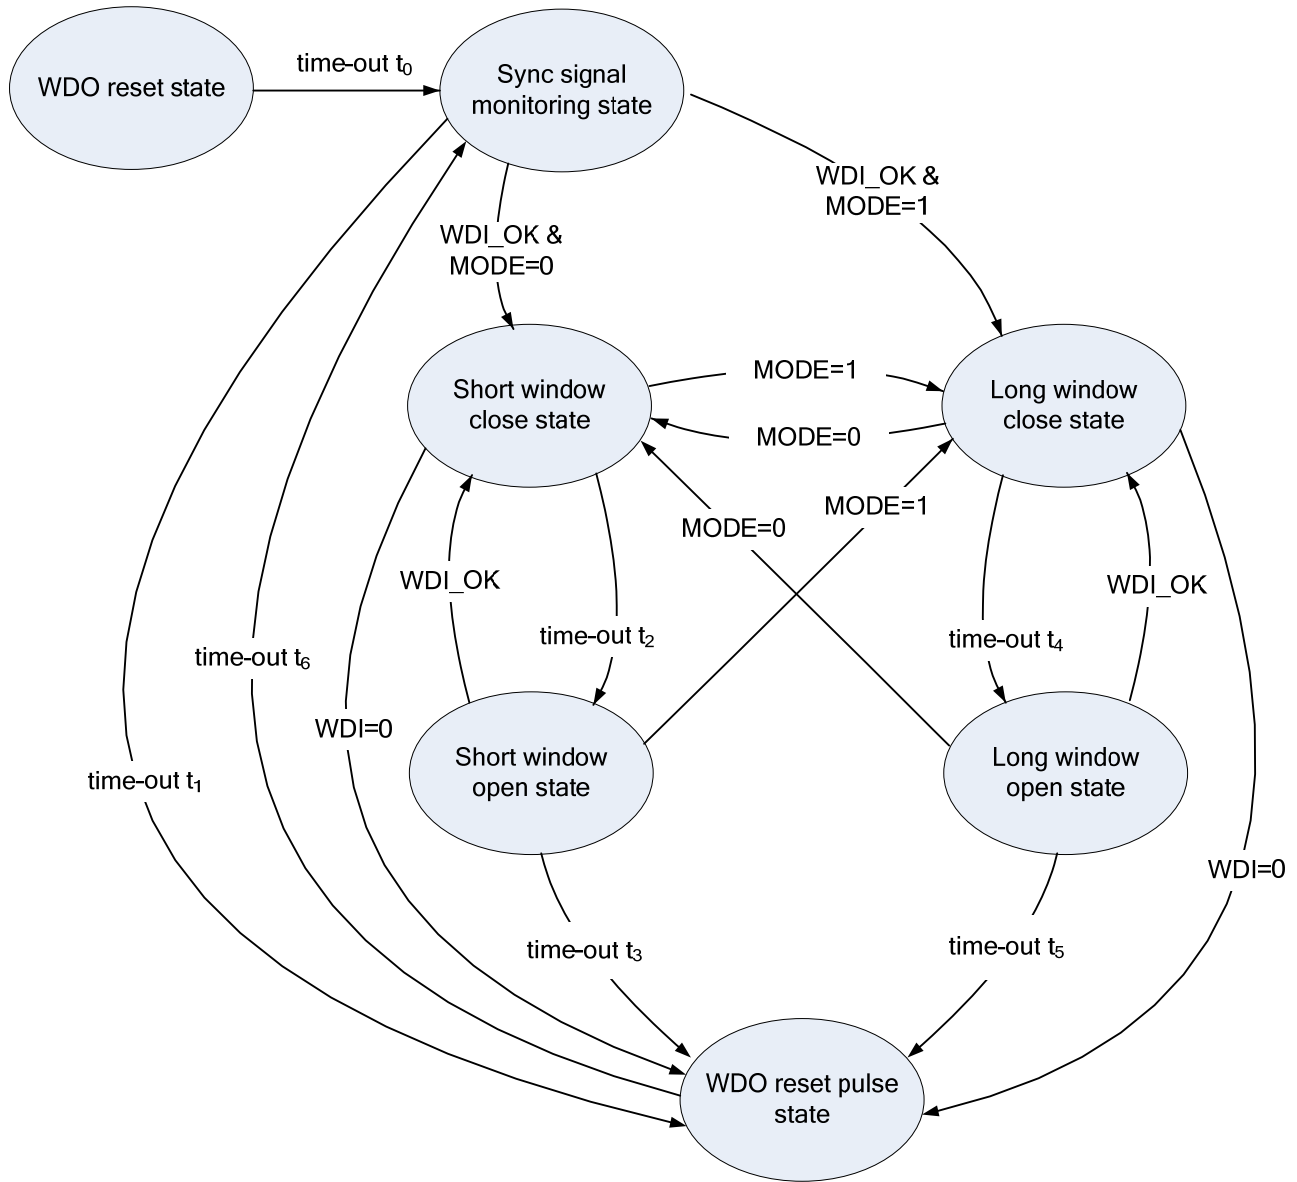 time-out t₀
WDO reset state
Sync signal
monitoring state
WDI_OK &
MODE=1
WDI_OK &
MODE=0
Short window
close state
MODE=1
MODE=0
Long window
close state
MODE=1
MODE=0
WDI_OK
WDI_OK
time-out t₂
time-out t₄
time-out t₆
WDI=0
Short window
open state
Long window
open state
time-out t₁
WDI=0
time-out t₃
time-out t₅
WDO reset pulse
state